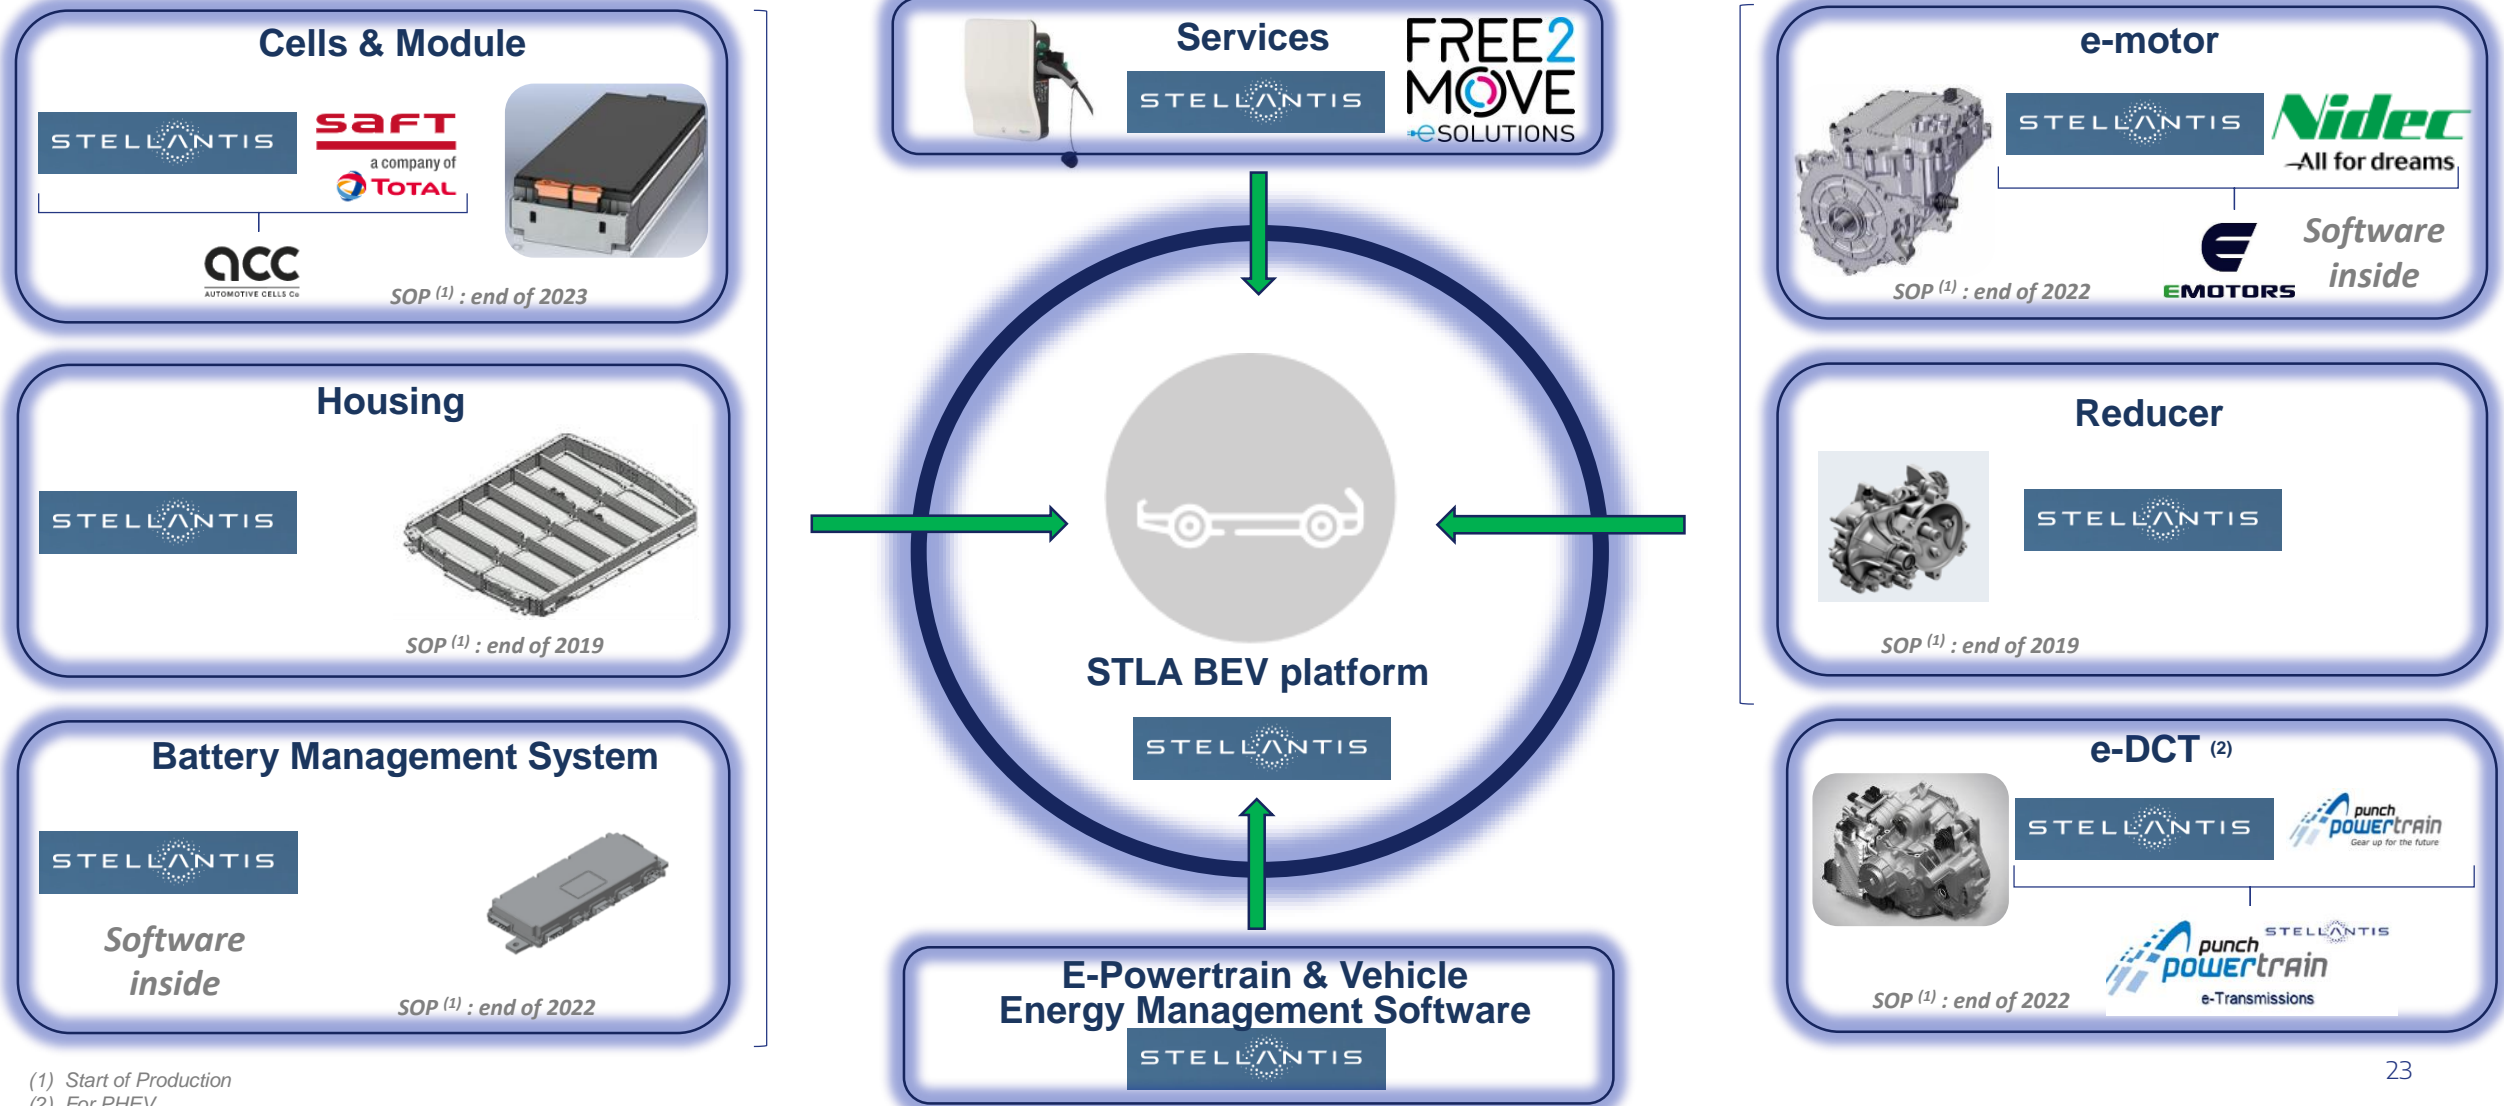 Cells & Module
STELLANTIS
SAFT
a company of
TOTAL
acc
AUTOMOTIVE CELLS Co
SOP (1) : end of 2023
Housing
STELLANTIS
SOP (1) : end of 2019
Battery Management System
STELLANTIS
Software
inside
SOP (1) : end of 2022
(1) Start of Production
(2) For PHEV
Services
STELLANTIS
FREE2
MOVE
eSOLUTIONS
STLA BEV platform
STELLANTIS
E-Powertrain & Vehicle
Energy Management Software
STELLANTIS
e-motor
STELLANTIS
Nidec
All for dreams
EMOTORS
Software
inside
SOP (1) : end of 2022
Reducer
STELLANTIS
SOP (1) : end of 2019
e-DCT (2)
STELLANTIS
punch
powertrain
Gear up for the future
STELLANTIS
punch
powertrain
e-Transmissions
SOP (1) : end of 2022
23